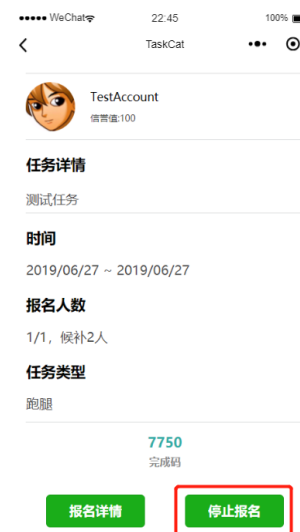 WeChat
22:45
100%
TaskCat
TestAccount
信誉值:100
任务详情
测试任务
时间
2019/06/27 ~ 2019/06/27
报名人数
1/1，候补2人
任务类型
跑腿
7750
完成码
报名详情
停止报名